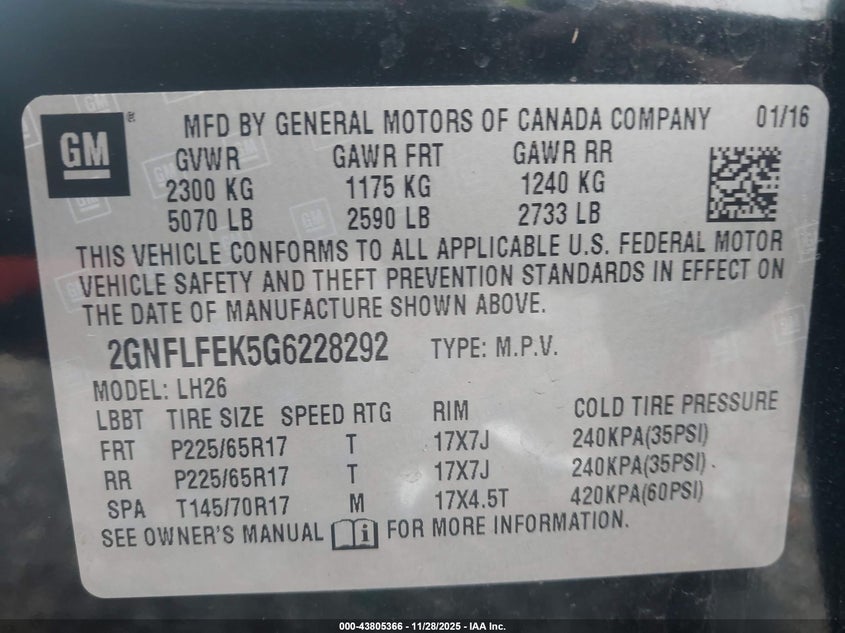 GM ® MFD BY GENERAL MOTORS OF CANADA COMPANY 01/16
GVWR GAWR FRT GAWR RR
2300 KG 1175 KG 1240 KG
5070 LB 2590 LB 2733 LB
THIS VEHICLE CONFORMS TO ALL APPLICABLE U.S. FEDERAL MOTOR
VEHICLE SAFETY AND THEFT PREVENTION STANDARDS IN EFFECT ON
THE DATE OF MANUFACTURE SHOWN ABOVE.
2GNFLFEK5G6228292 TYPE: M.P.V.
MODEL: LH26
LBBT TIRE SIZE SPEED RTG RIM COLD TIRE PRESSURE
FRT P225/65R17 T 17X7J 240KPA(35PSI)
RR P225/65R17 T 17X7J 240KPA(35PSI)
SPA T145/70R17 M 17X4.5T 420KPA(60PSI)
SEE OWNER'S MANUAL i FOR MORE INFORMATION.
000-43805366 | 11/28/2025 - IAA Inc.